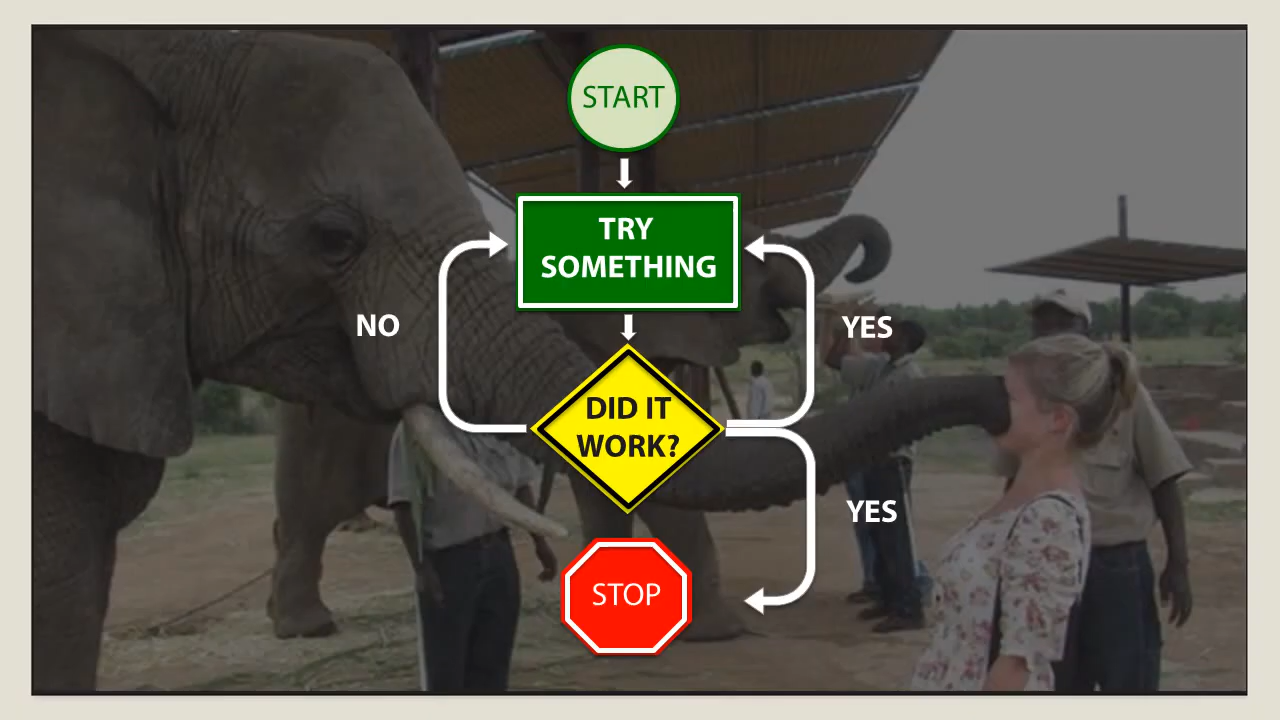 START
TRY
SOMETHING
NO
YES
DID IT
WORK?
YES
STOP